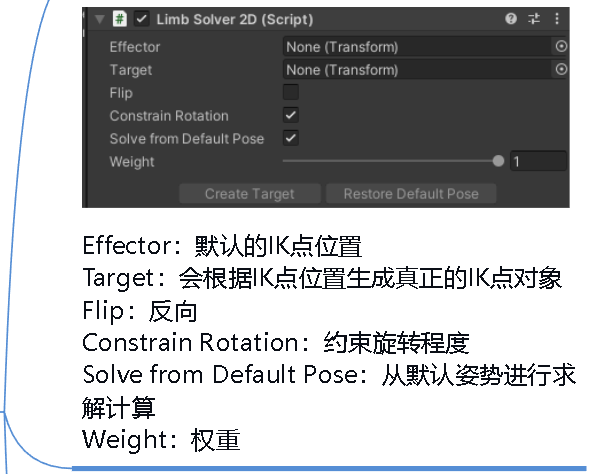 Limb Solver 2D (Script)
Effector None (Transform)
Target None (Transform)
Flip
Constrain Rotation
Solve from Default Pose
Weight 1
Create Target Restore Default Pose
Effector：默认的IK点位置
Target：会根据IK点位置生成真正的IK点对象
Flip：反向
Constrain Rotation：约束旋转程度
Solve from Default Pose：从默认姿势进行求
解计算
Weight：权重